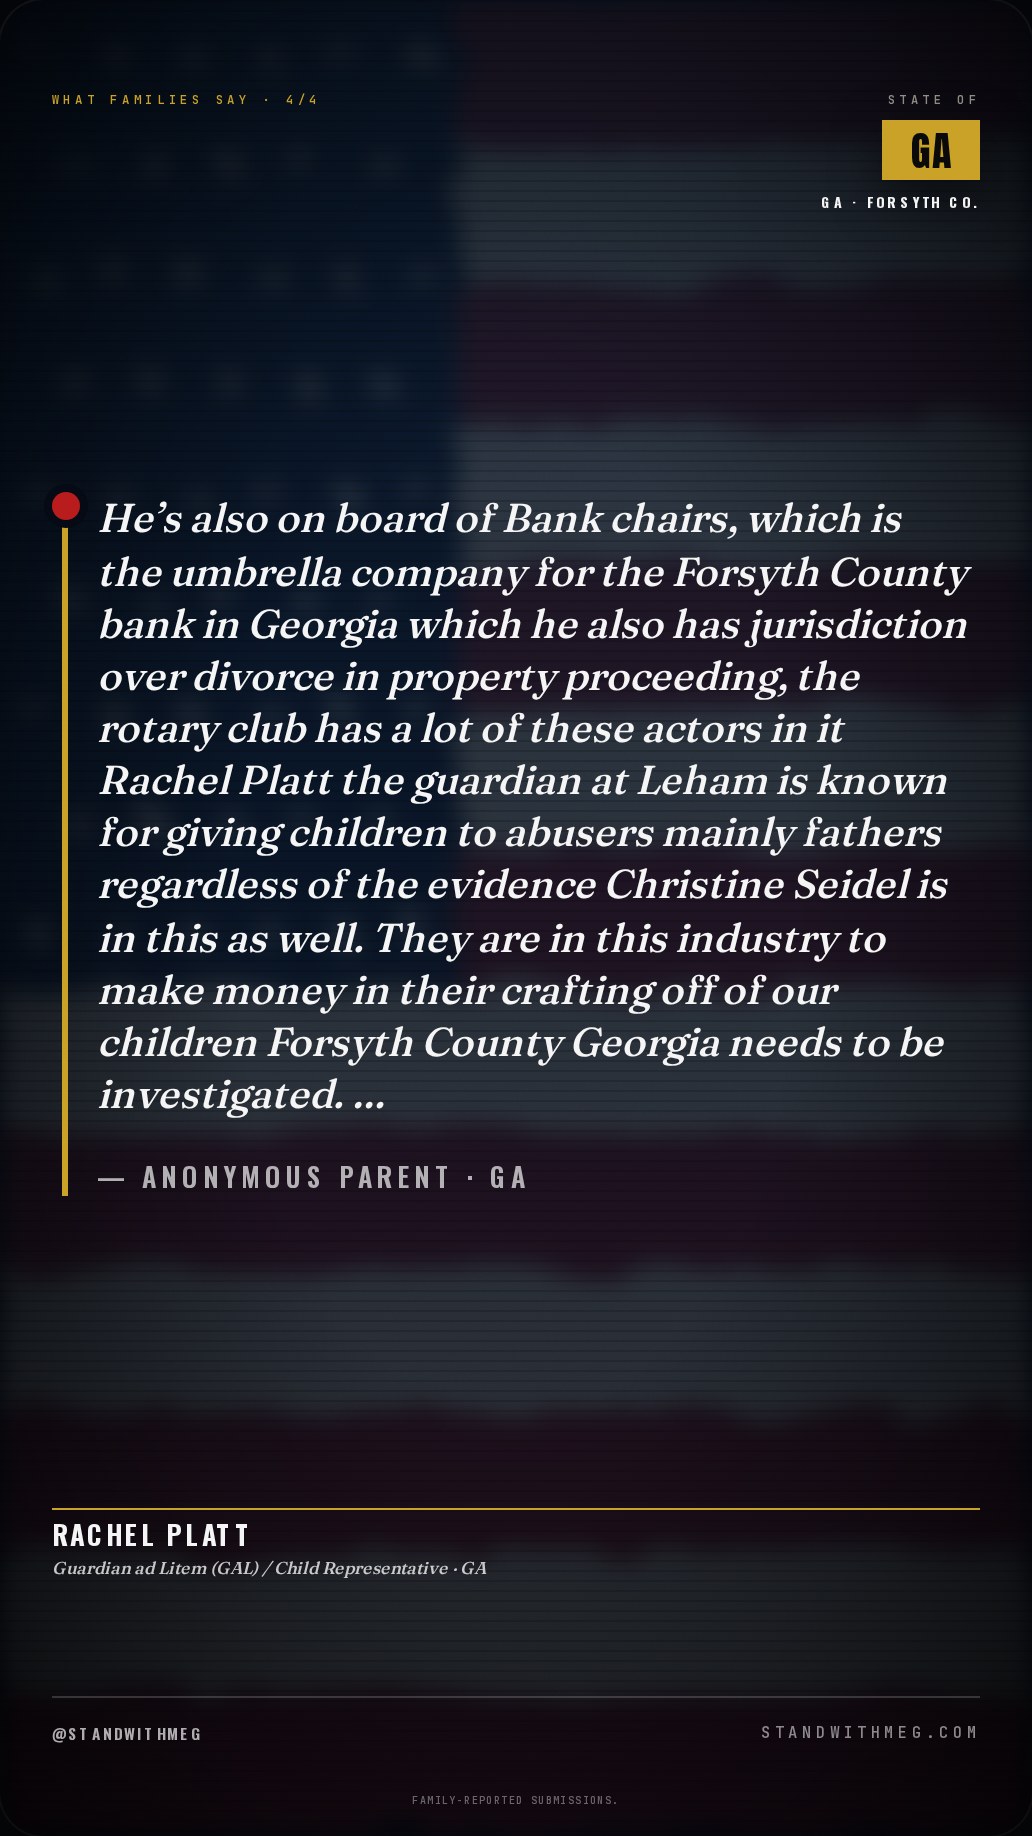 WHAT FAMILIES SAY · 4/4
STATE OF
GA
GA · FORSYTH CO.
He’s also on board of Bank chairs, which is
the umbrella company for the Forsyth County
bank in Georgia which he also has jurisdiction
over divorce in property proceeding, the
rotary club has a lot of these actors in it
Rachel Platt the guardian at Leham is known
for giving children to abusers mainly fathers
regardless of the evidence Christine Seidel is
in this as well. They are in this industry to
make money in their crafting off of our
children Forsyth County Georgia needs to be
investigated. ...
— ANONYMOUS PARENT · GA
RACHEL PLATT
Guardian ad Litem (GAL) / Child Representative · GA
@STANDWITHMEG
STANDWITHMEG.COM
FAMILY-REPORTED SUBMISSIONS.